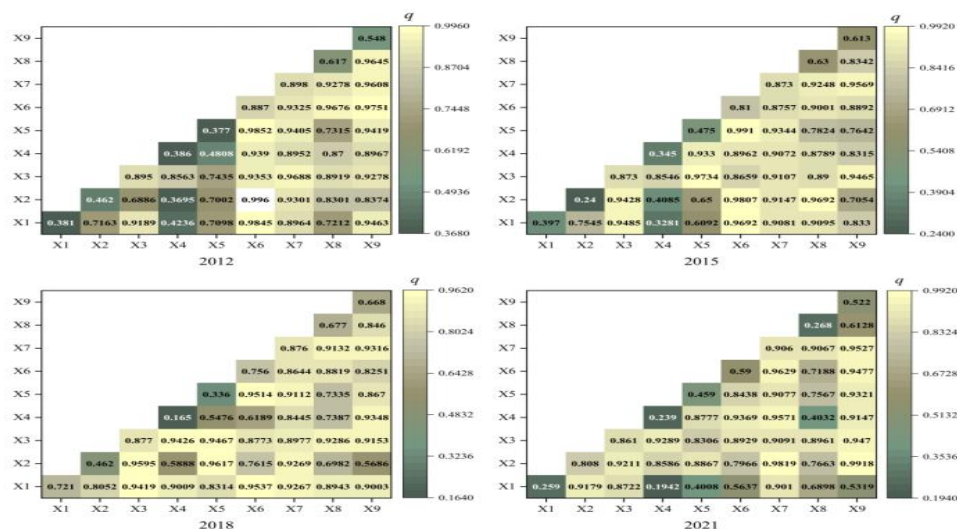 q
0.9960
X9 0.548
X8 0.617 0.9645 0.8704
X7 0.898 0.9278 0.9608
X6 0.887 0.9325 0.9676 0.9751 0.7448
X5 0.377 0.9852 0.9405 0.7315 0.9419 0.6192
X4 0.386 0.4808 0.939 0.8952 0.87 0.8967
X3 0.895 0.8563 0.7435 0.9353 0.9688 0.8919 0.9278 0.4936
X2 0.462 0.6886 0.3695 0.7002 0.996 0.9301 0.8301 0.8374
X1 0.381 0.7163 0.9189 0.4236 0.7098 0.9845 0.8964 0.7212 0.9463 0.3680
X1 X2 X3 X4 X5 X6 X7 X8 X9
2012
q
0.9920
X9 0.613
X8 0.63 0.8342 0.8416
X7 0.873 0.9248 0.9569
X6 0.81 0.8757 0.9001 0.8892 0.6912
X5 0.475 0.991 0.9344 0.7824 0.7642 0.5408
X4 0.345 0.933 0.8962 0.9072 0.8789 0.8315
X3 0.873 0.8546 0.9734 0.8659 0.9107 0.89 0.9465 0.3904
X2 0.24 0.9428 0.4085 0.65 0.9807 0.9147 0.9692 0.7054
X1 0.397 0.7545 0.9485 0.3281 0.6092 0.9692 0.9081 0.9095 0.833 0.2400
X1 X2 X3 X4 X5 X6 X7 X8 X9
2015
q
0.9620
X9 0.668
X8 0.677 0.846 0.8024
X7 0.876 0.9132 0.9316
X6 0.756 0.8644 0.8819 0.8251 0.6428
X5 0.336 0.9514 0.9112 0.7335 0.867
X4 0.165 0.5476 0.6189 0.8445 0.7387 0.9348 0.4832
X3 0.877 0.9426 0.9467 0.8773 0.8977 0.9286 0.9153 0.3236
X2 0.462 0.9595 0.5888 0.9617 0.7615 0.9269 0.6982 0.5686
X1 0.721 0.8052 0.9419 0.9009 0.8314 0.9537 0.9267 0.8943 0.9003 0.1640
X1 X2 X3 X4 X5 X6 X7 X8 X9
2018
q
0.9920
X9 0.522
X8 0.268 0.6128 0.8324
X7 0.906 0.9067 0.9527
X6 0.59 0.9629 0.7188 0.9477 0.6728
X5 0.459 0.8438 0.9077 0.7567 0.9321
X4 0.239 0.8777 0.9369 0.9571 0.4032 0.9147 0.5132
X3 0.861 0.9289 0.8306 0.8929 0.9091 0.8961 0.947 0.3536
X2 0.808 0.9211 0.8586 0.8867 0.7966 0.9819 0.7663 0.9918
X1 0.259 0.9179 0.8722 0.1942 0.4008 0.5637 0.901 0.6898 0.5319 0.1940
X1 X2 X3 X4 X5 X6 X7 X8 X9
2021